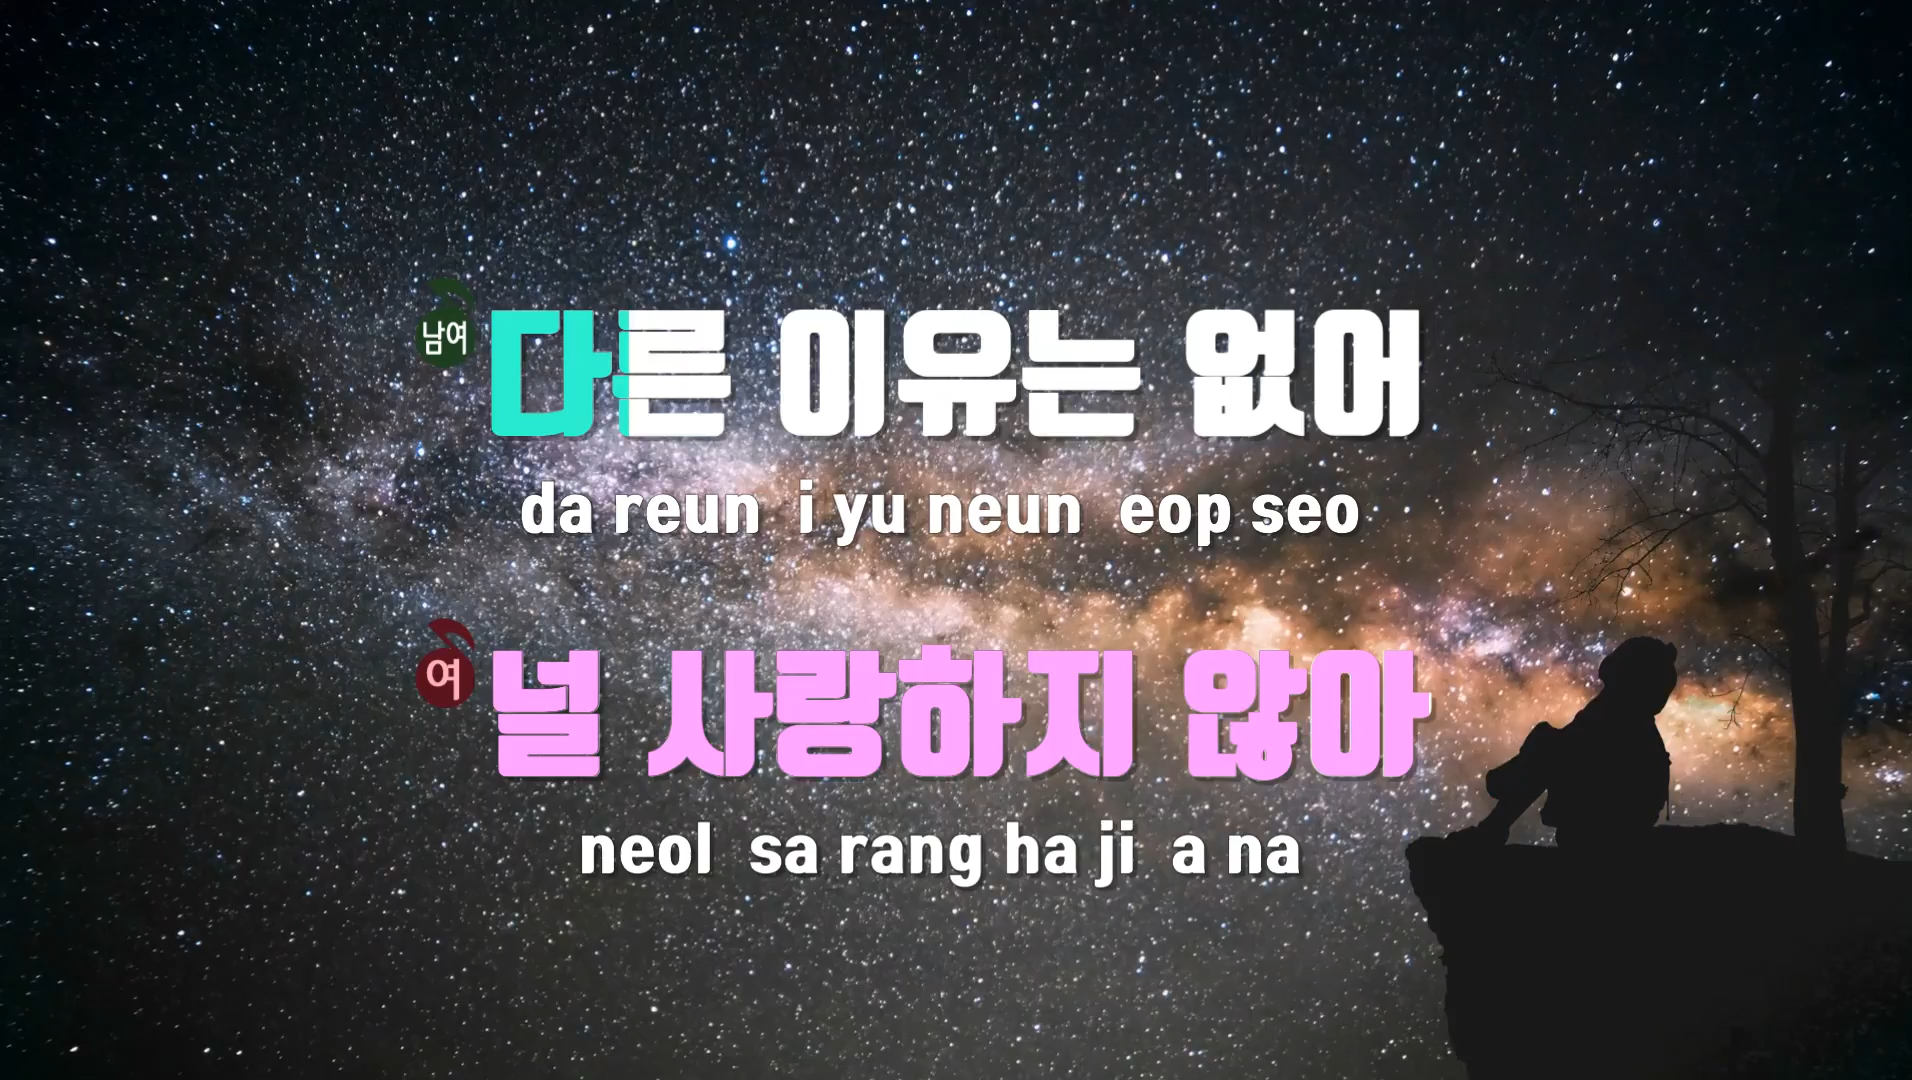 남여 다른 이유는 없어
da reun i yu neun eop seo
여 널 사랑하지 않아
neol sa rang ha ji a na